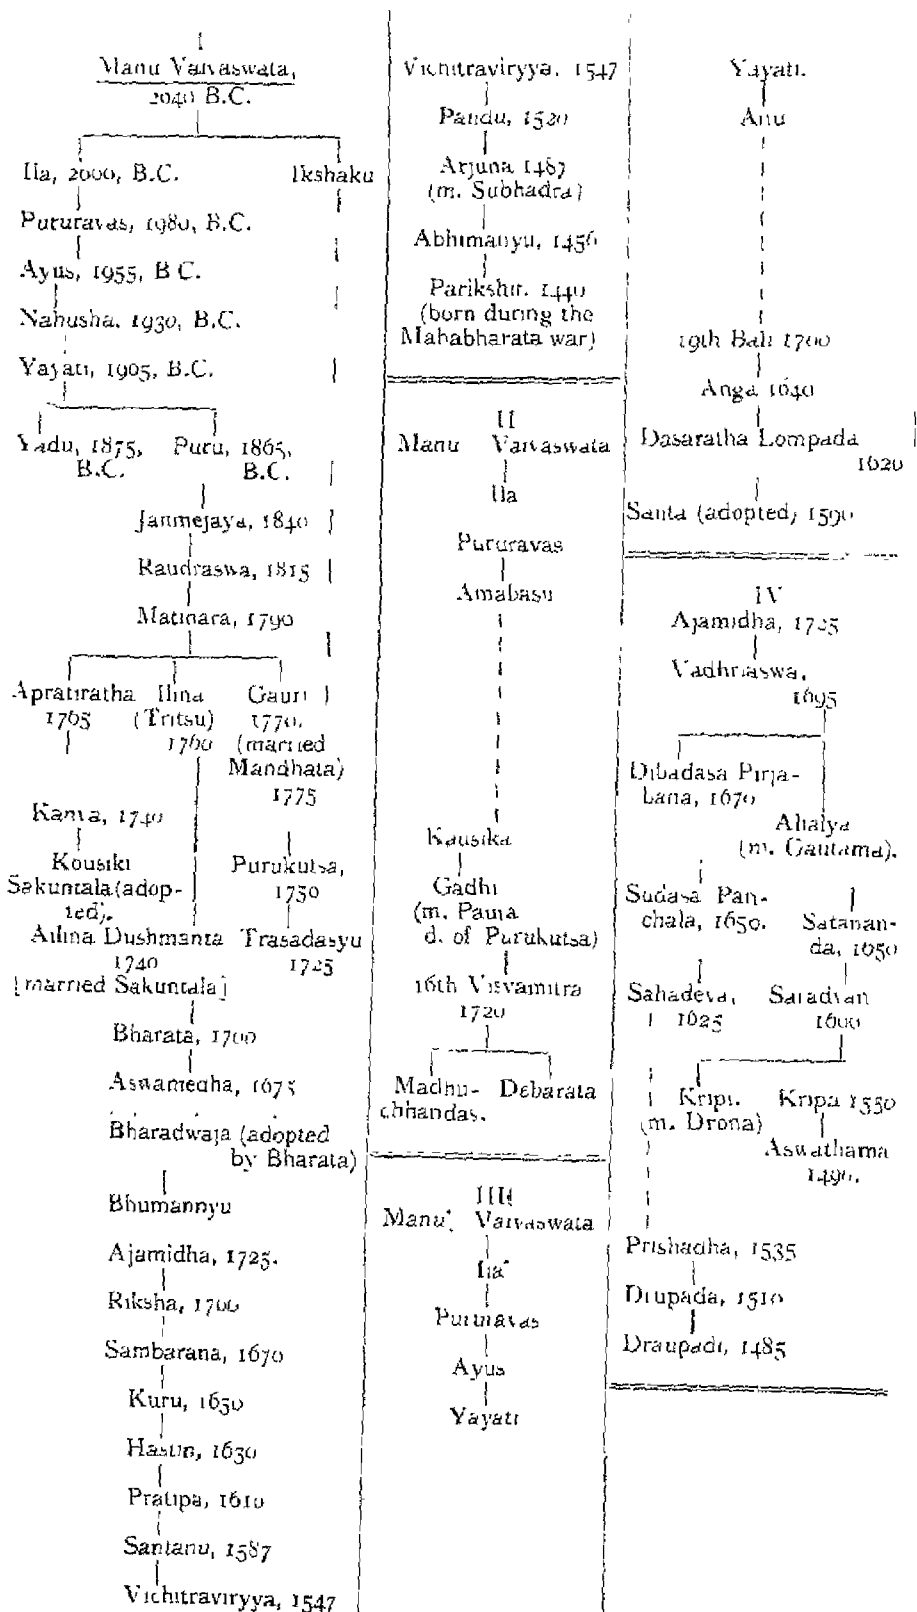 I
Manu Vaivaswata,
2040 B.C.
Ila, 2000, B.C. Ikshaku
Pururavas, 1980, B.C.
Ayus, 1955, B C.
Nahusha. 1930, B.C.
Yayati, 1905, B.C.
Yadu, 1875, Puru, 1865,
B.C. B.C.
Janmejaya, 1840
Raudraswa, 1815
Matinara, 1790
Apratiratha Ilina Gauri
1765 (Tritsu) 1770.
1760 (married
Mandhata)
1775
Kanva, 1740
Kousiki Purukutsa,
Sakuntala(adop- 1750
ted).
Ailina Dushmanta Trasadasyu
1740 1725
[married Sakuntala]
Bharata, 1700
Aswamedha, 1675
Bharadwaja (adopted
by Bharata)
Bhumannyu
Ajamidha, 1725.
Riksha, 1700
Sambarana, 1670
Kuru, 1650
Hastin, 1630
Pratipa, 1610
Santanu, 1587
Vichitraviryya, 1547
Vichitraviryya. 1547
Pandu, 1520
Arjuna 1487
(m. Subhadra)
Abhimanyu, 1456
Parikshit. 1440
(born during the
Mahabharata war)
II
Manu Vaivaswata
Ila
Pururavas
Amabasu
Kausika
Gadhi
(m. Paura
d. of Purukutsa)
16th Visvamitra
1720
Madhu- Debarata
chhandas.
III
Manu Vaivaswata
Ila
Pururavas
Ayus
Yayati
Yayati.
Anu
19th Bali 1700
Anga 1640
Dasaratha Lompada
1620
Santa (adopted) 1590
IV
Ajamidha, 1725
Vadhriaswa.
1695
Dibadasa Pirja-
bana, 1670
Ahalya
(m. Gautama).
Sudasa Pan-
chala, 1650. Satanan-
da, 1650
Sahadeva, Saradvan
1625 1600
Kripi. Kripa 1550
(m. Drona)
Aswathama
1490.
Prishadha, 1535
Drupada, 1510
Draupadi, 1485